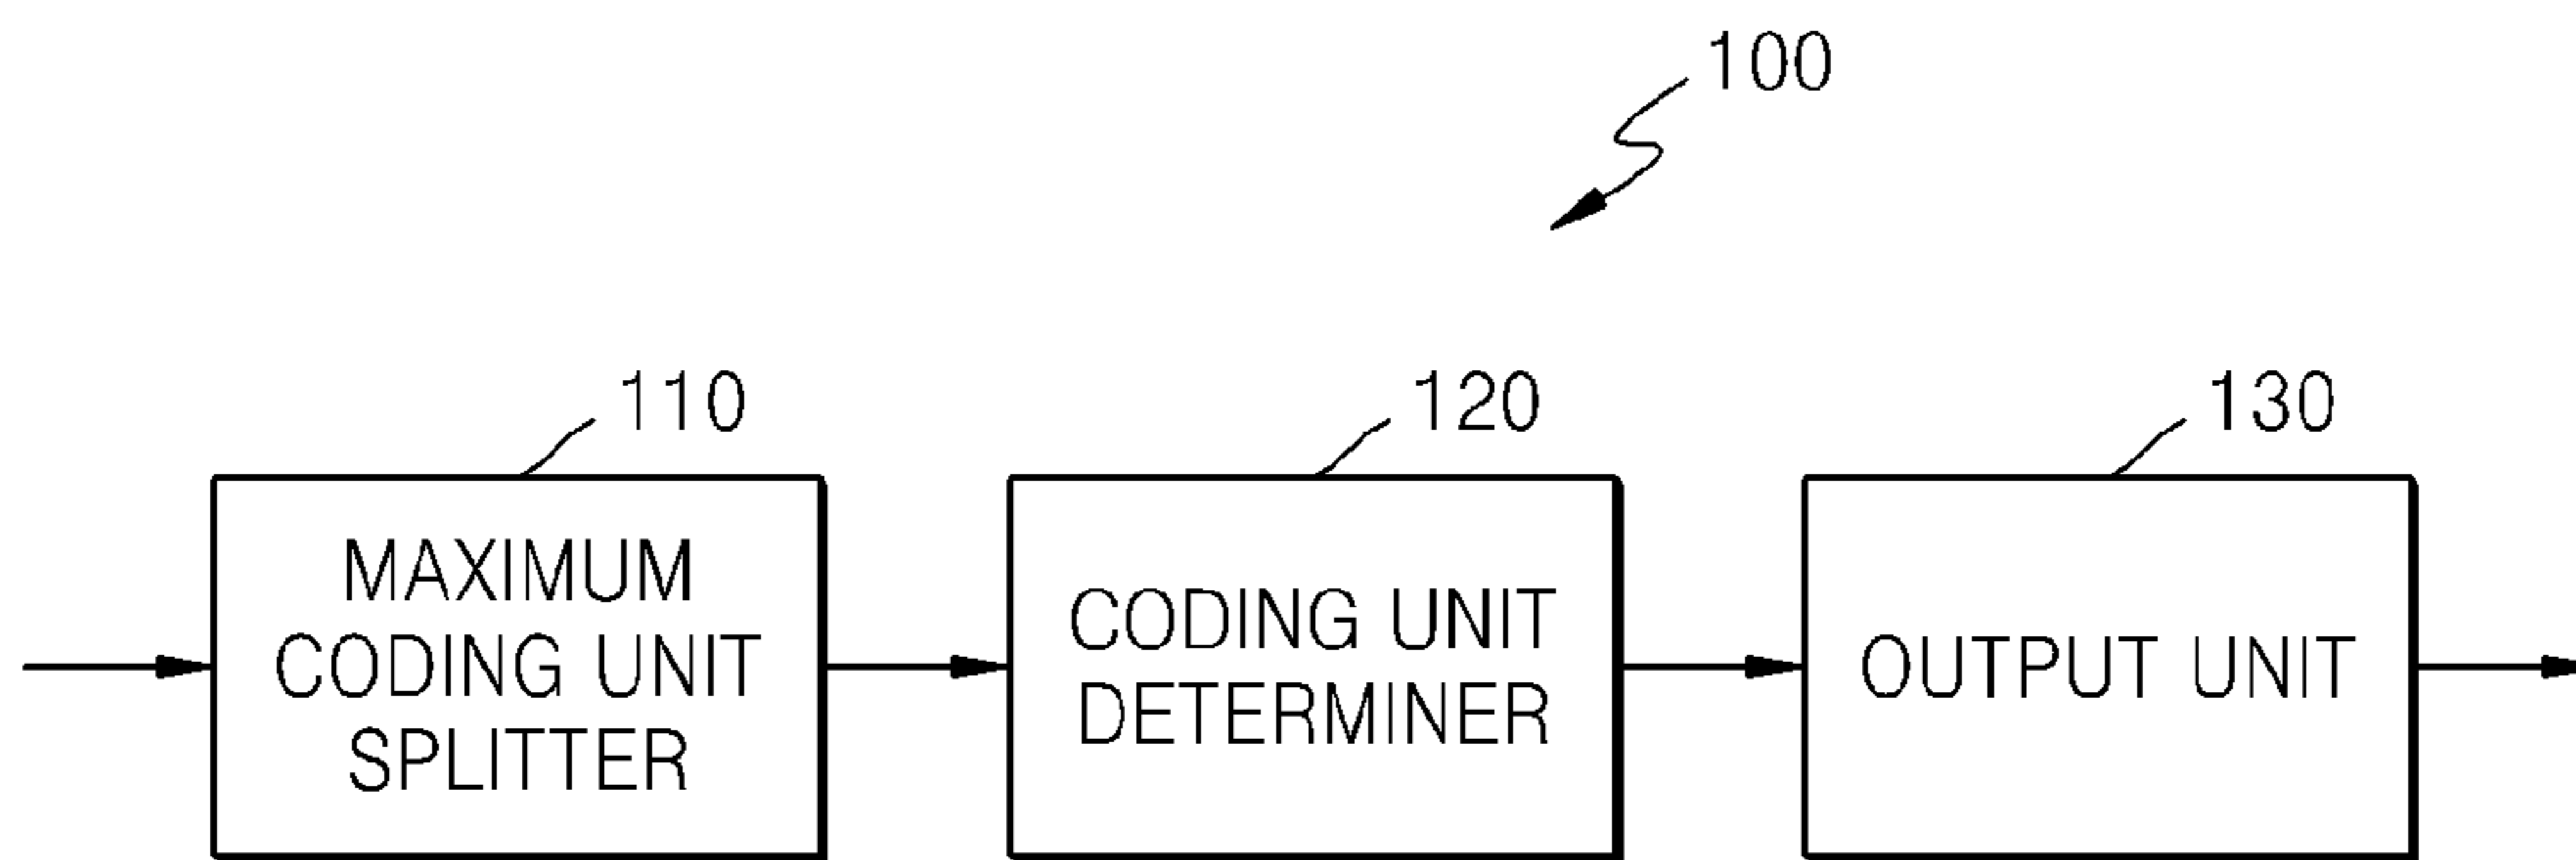 100
110
120
130
MAXIMUM
CODING UNIT
SPLITTER
CODING UNIT
DETERMINER
OUTPUT UNIT